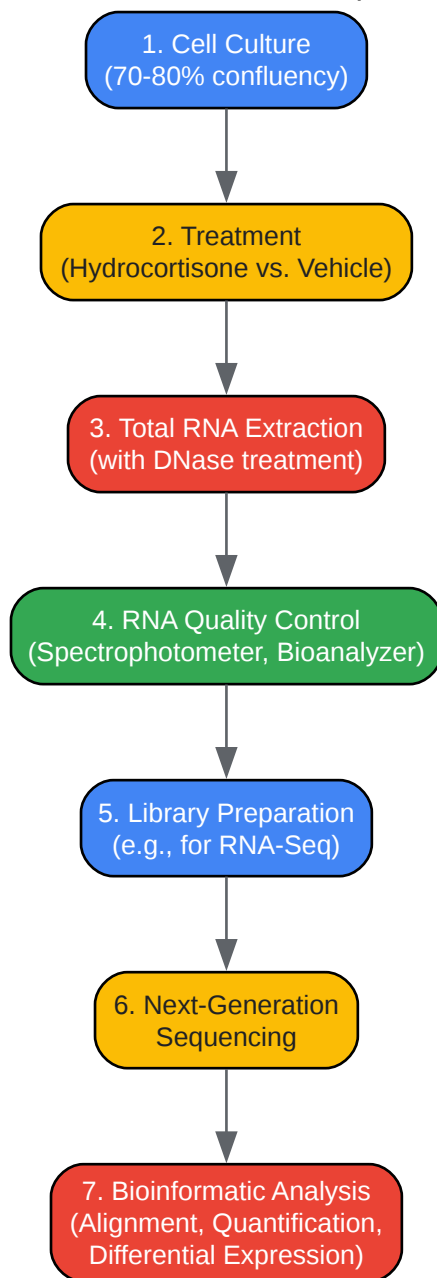 1. Cell Culture
(70-80% confluency)
2. Treatment
(Hydrocortisone vs. Vehicle)
3. Total RNA Extraction
(with DNase treatment)
4. RNA Quality Control
(Spectrophotometer, Bioanalyzer)
5. Library Preparation
(e.g., for RNA-Seq)
6. Next-Generation
Sequencing
7. Bioinformatic Analysis
(Alignment, Quantification,
Differential Expression)